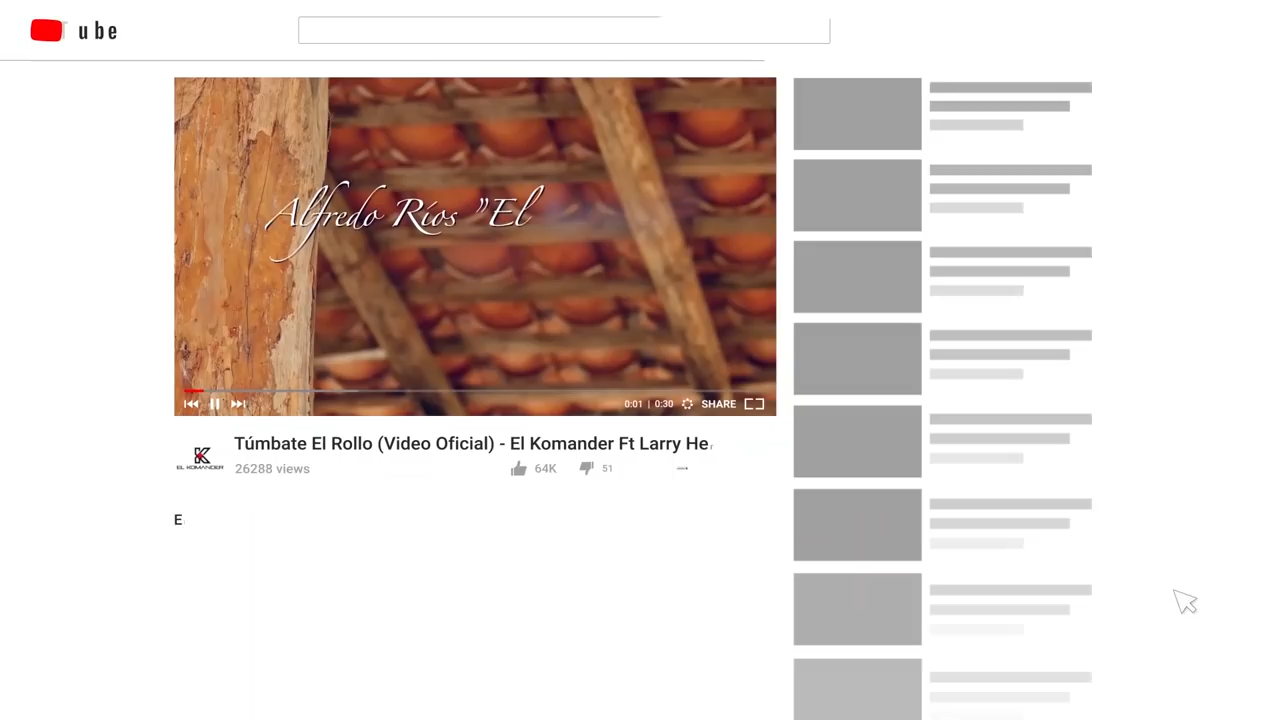 ube
Alfredo Ríos "El
0:01 | 0:30 SHARE
EL KOMANDER
Túmbate El Rollo (Video Oficial) - El Komander Ft Larry He
26288 views
64K
51
E